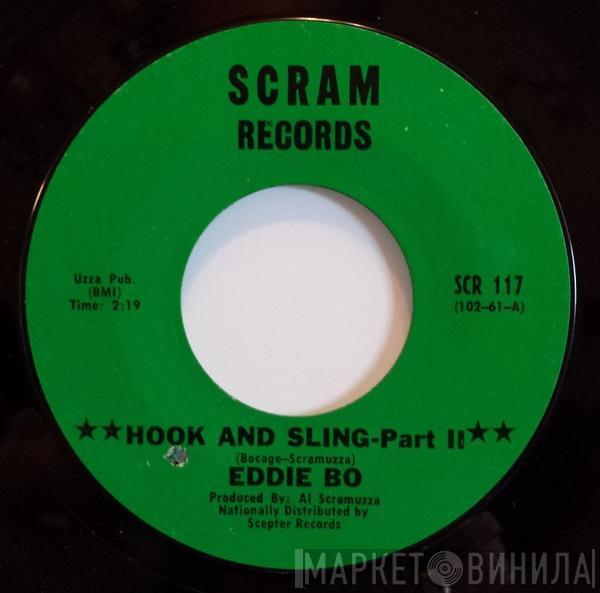 SCRAM
RECORDS
Uzza Pub.
(BMI)
Time: 2:19
SCR 117
(102-61-A)
★★HOOK AND SLING-Part II★★
(Bocage-Scramuzza)
EDDIE BO
Produced By: Al Scramuzza
Nationally Distributed by
Scepter Records
МАРКЕТ ВИНИЛА